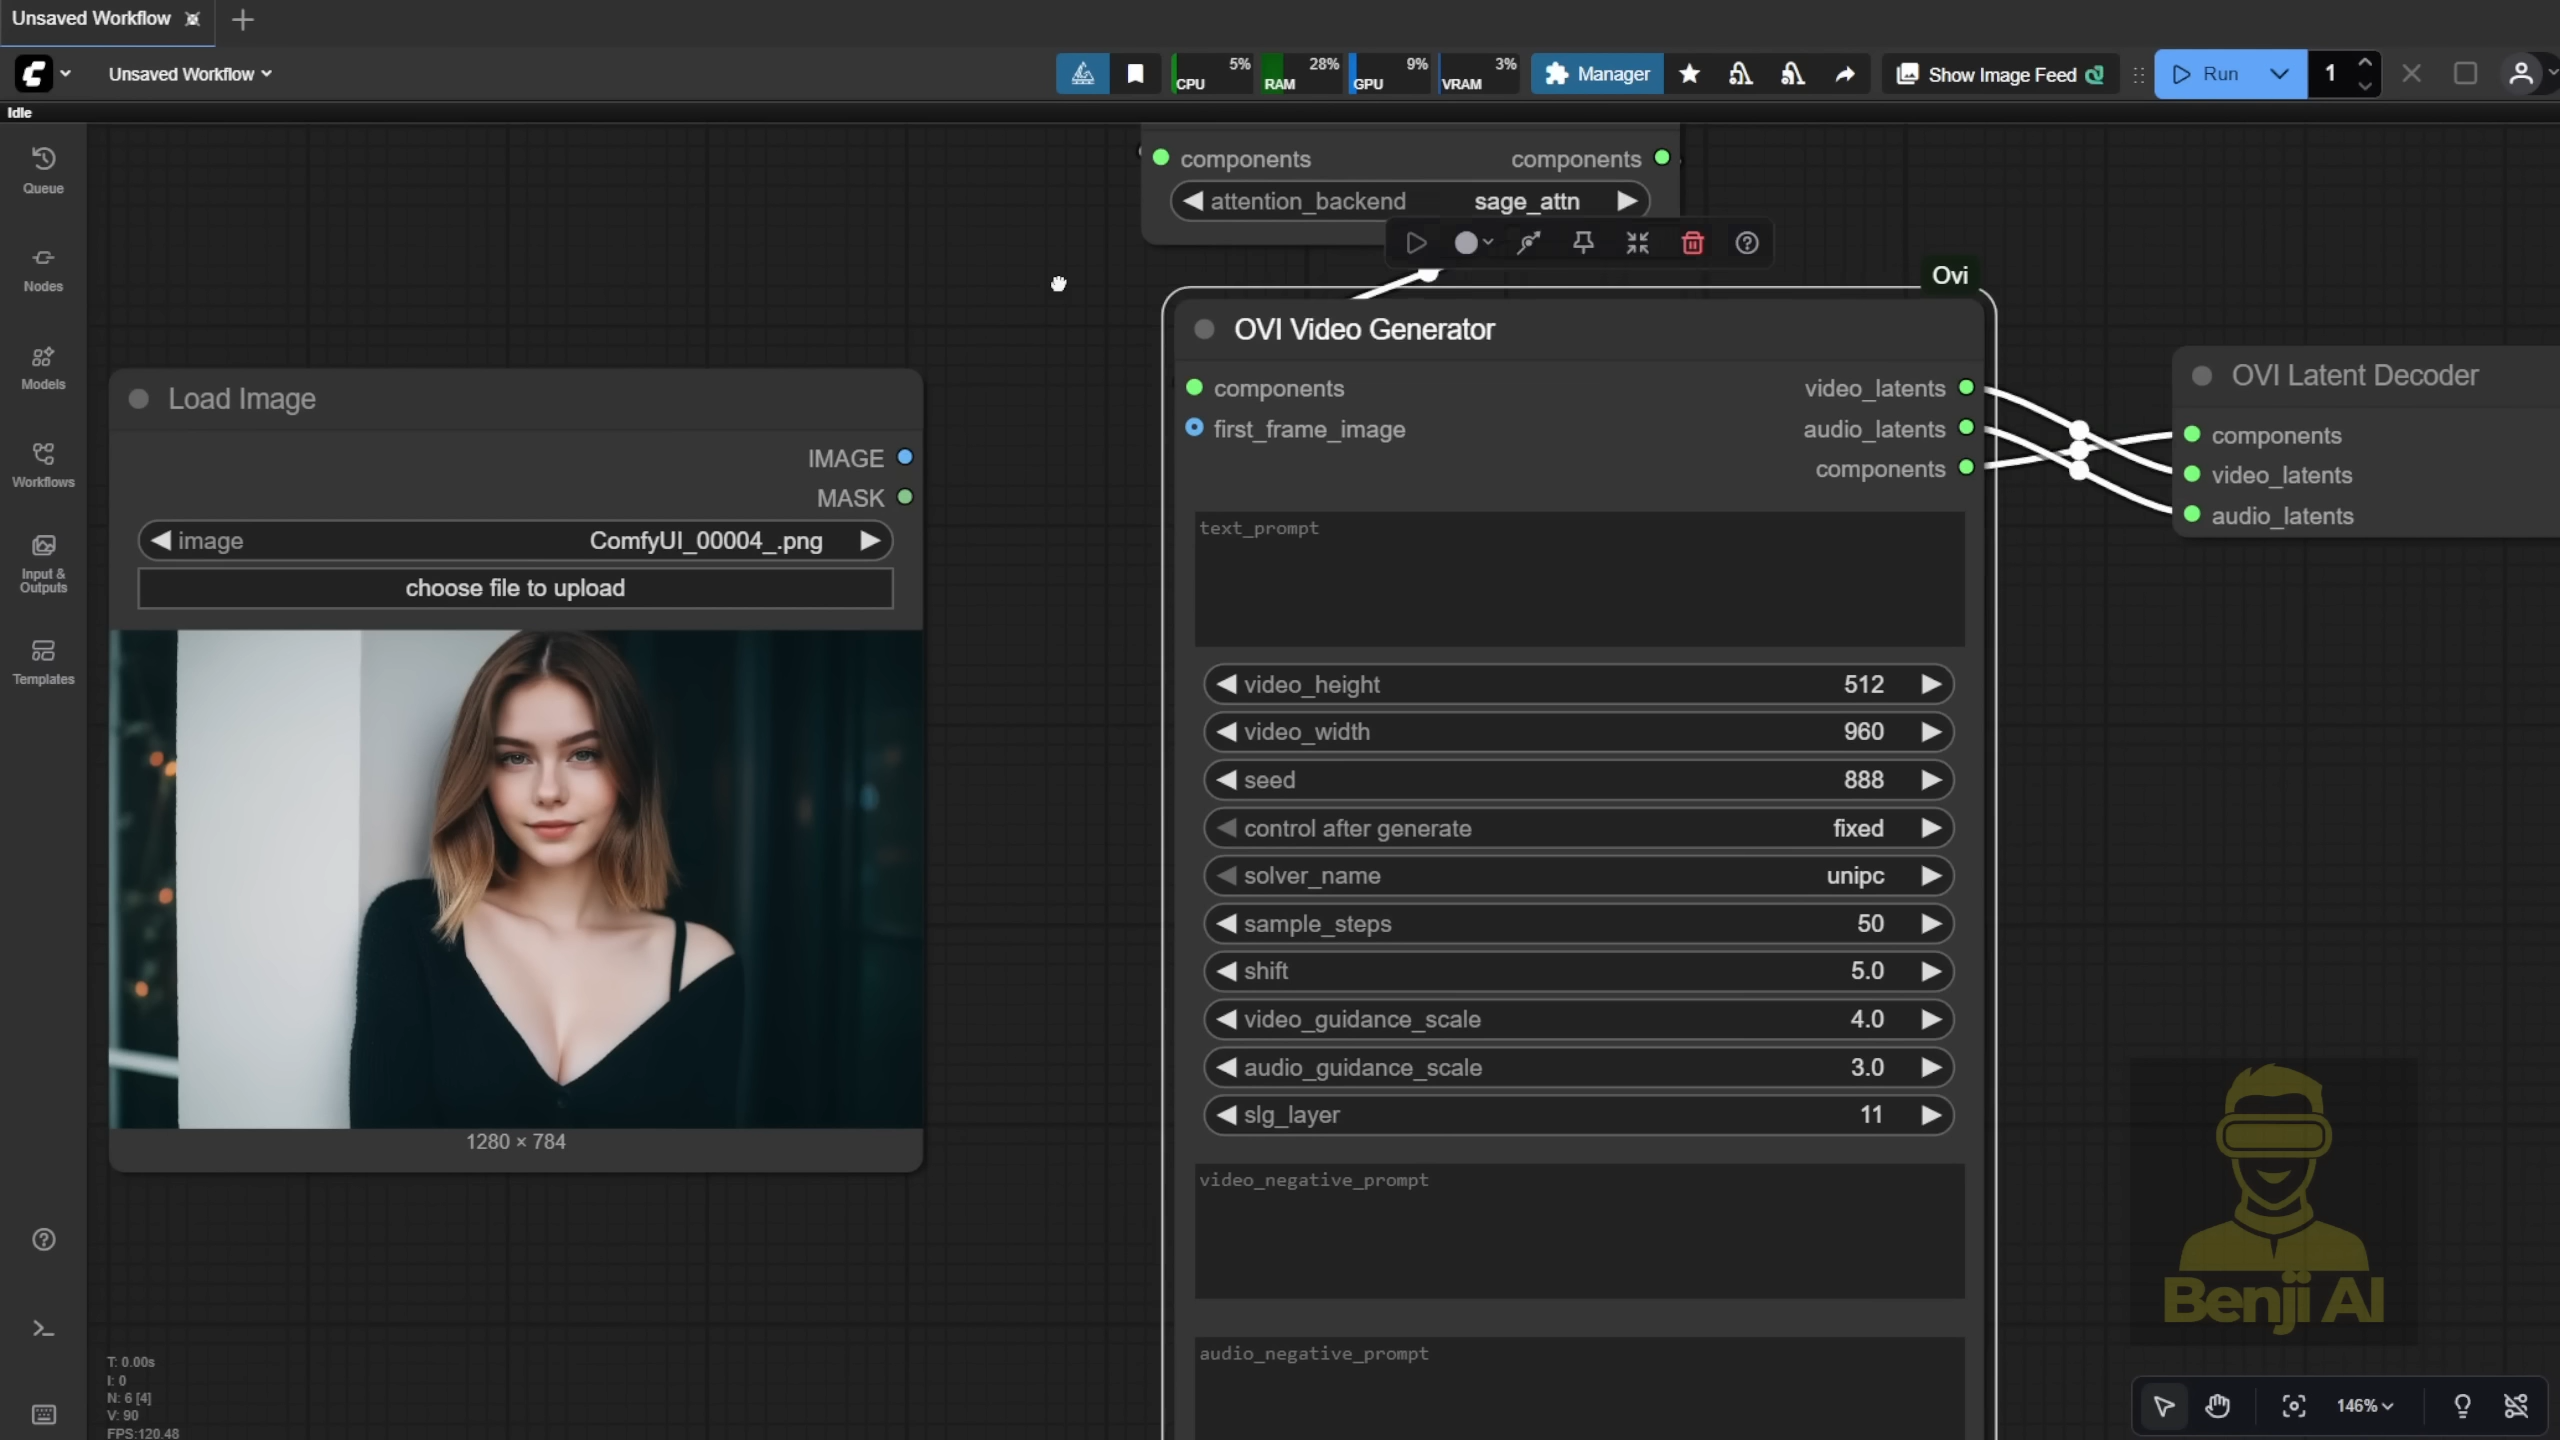 Unsaved Workflow
Unsaved Workflow
CPU 5%
RAM 28%
GPU 9%
VRAM 3%
Manager
Show Image Feed
Run
1
Idle
Queue
Nodes
Models
Workflows
Input &
Outputs
Templates
components components
attention_backend sage_attn
Ovi
Load Image
IMAGE
MASK
image ComfyUI_00004_.png
choose file to upload
1280 × 784
OVI Video Generator
components video_latents
first_frame_image audio_latents
components
text_prompt
video_height 512
video_width 960
seed 888
control after generate fixed
solver_name unipc
sample_steps 50
shift 5.0
video_guidance_scale 4.0
audio_guidance_scale 3.0
slg_layer 11
video_negative_prompt
audio_negative_prompt
OVI Latent Decoder
components
video_latents
audio_latents
Benji AI
T: 0.00s
I: 0
N: 6 [4]
V: 90
FPS:120.48
146%